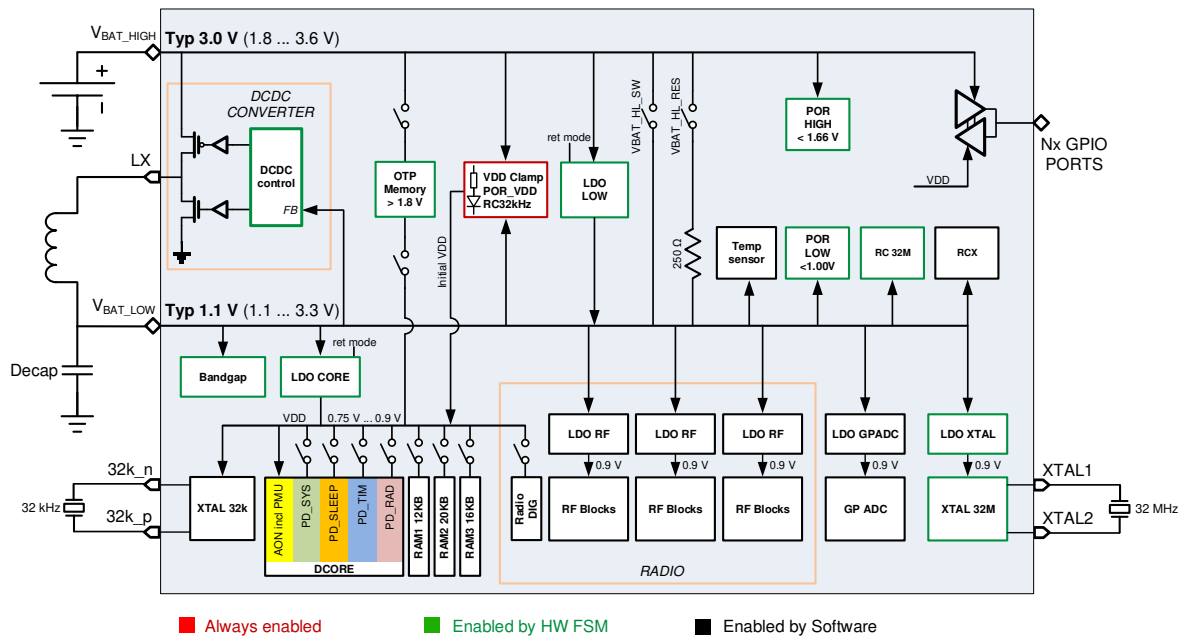 VBAT_HIGH
Typ 3.0 V (1.8 ... 3.6 V)
DCDC
CONVERTER
LX
DCDC
control
FB
OTP
Memory
> 1.8 V
VDD Clamp
POR_VDD
RC32kHz
Initial VDD
ret mode
LDO
LOW
VBAT_HL_SW
VBAT_HL_RES
250 Ω
POR
HIGH
< 1.66 V
VDD
Nx GPIO
PORTS
Temp
sensor
POR
LOW
<1.00V
RC 32M
RCX
VBAT_LOW
Typ 1.1 V (1.1 ... 3.3 V)
Decap
Bandgap
LDO CORE
ret mode
VDD
0.75 V ... 0.9 V
LDO RF
LDO RF
LDO RF
LDO GPADC
LDO XTAL
0.9 V
0.9 V
0.9 V
0.9 V
0.9 V
32k_n
32 kHz
32k_p
XTAL 32k
AON incl PMU
PD_SYS
PD_SLEEP
PD_TIM
PD_RAD
DCORE
RAM1 12KB
RAM2 20KB
RAM3 16KB
Radio
DIG
RF Blocks
RF Blocks
RF Blocks
GP ADC
XTAL 32M
XTAL1
XTAL2
32 MHz
RADIO
Always enabled
Enabled by HW FSM
Enabled by Software